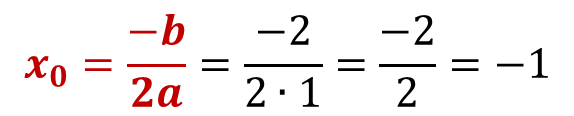 x₀ = −b / 2a = −2 / 2 · 1 = −2 / 2 = −1